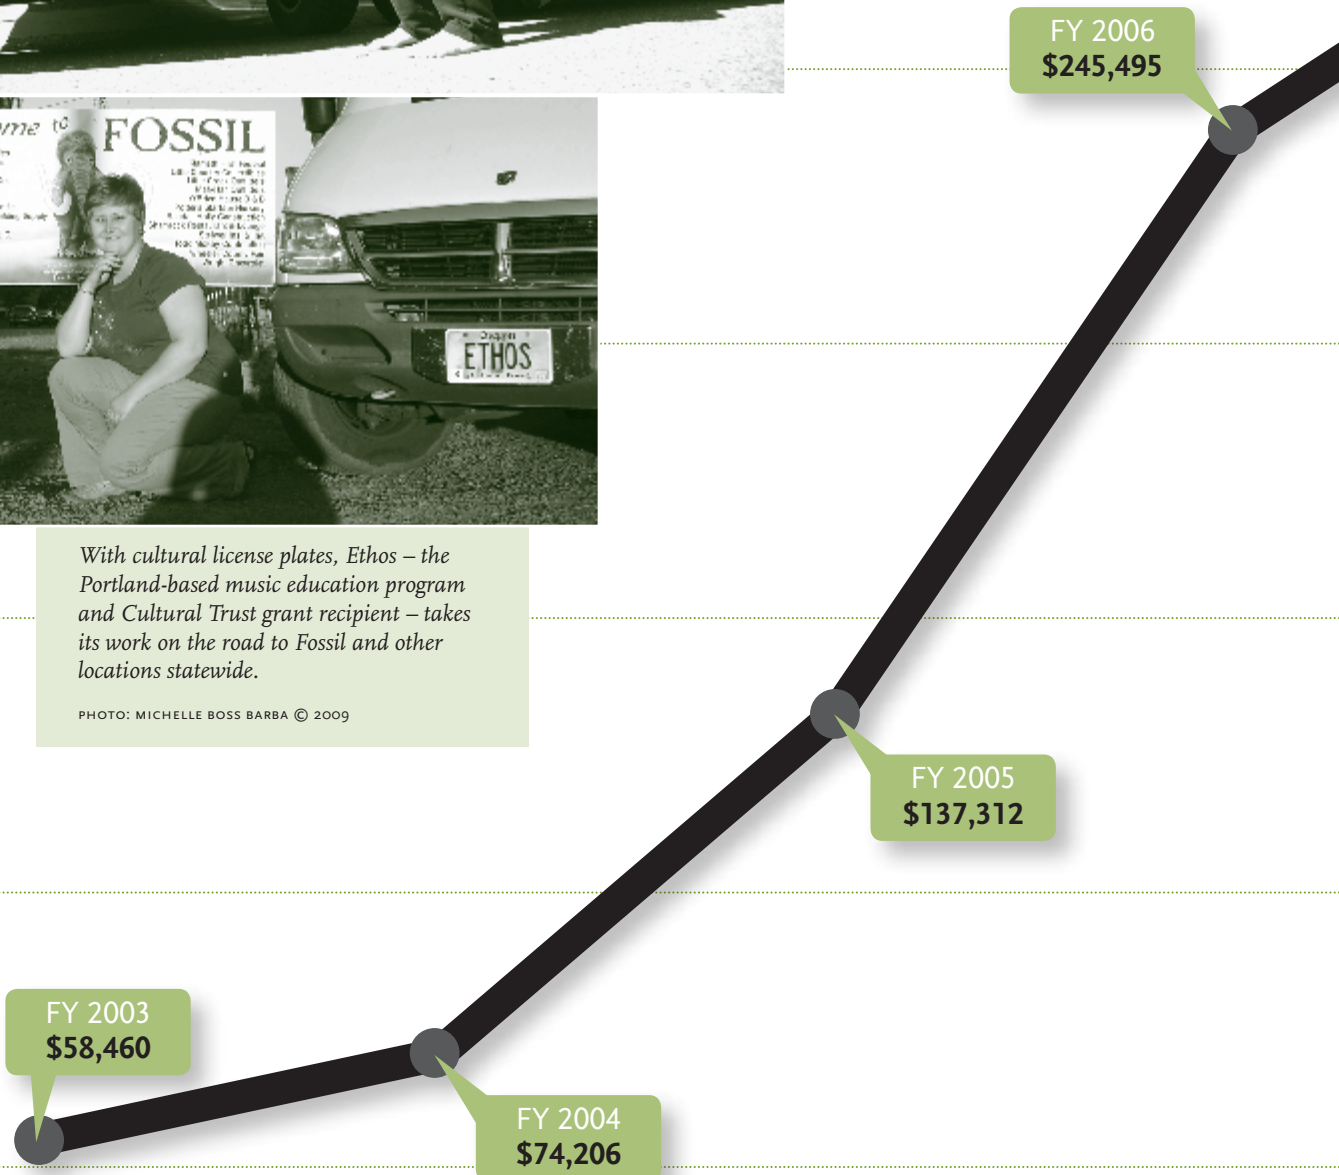 FY 2006
$245,495
to
FOSSIL
ETHOS
With cultural license plates, Ethos – the
Portland-based music education program
and Cultural Trust grant recipient – takes
its work on the road to Fossil and other
locations statewide.
PHOTO: MICHELLE BOSS BARBA © 2009
FY 2005
$137,312
FY 2003
$58,460
FY 2004
$74,206